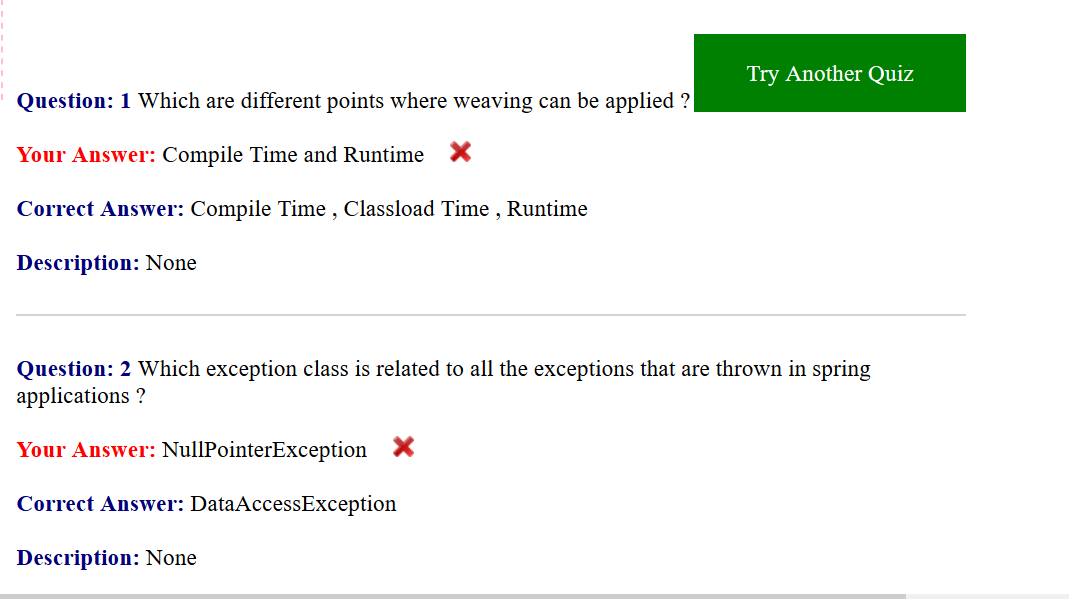 Try Another Quiz
Question: 1 Which are different points where weaving can be applied ?
Your Answer: Compile Time and Runtime
Correct Answer: Compile Time , Classload Time , Runtime
Description: None
Question: 2 Which exception class is related to all the exceptions that are thrown in spring
applications ?
Your Answer: NullPointerException
Correct Answer: DataAccessException
Description: None